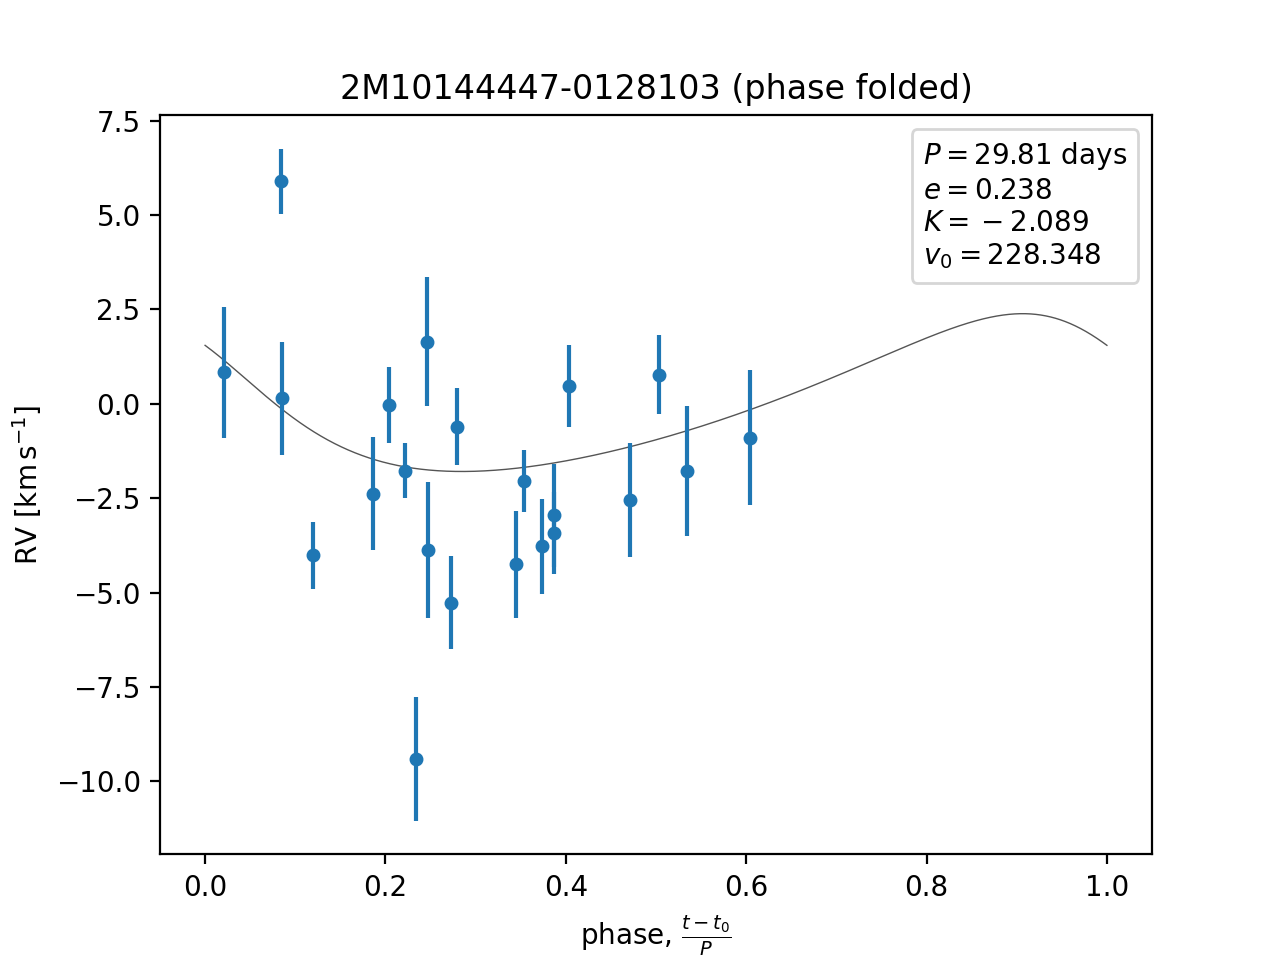 2M10144447-0128103 (phase folded)
P = 29.81 days
e = 0.238
K = −2.089
v₀ = 228.348
7.5
5.0
2.5
0.0
−2.5
−5.0
−7.5
−10.0
RV [km s⁻¹]
0.0 0.2 0.4 0.6 0.8 1.0
phase, (t − t₀)/P